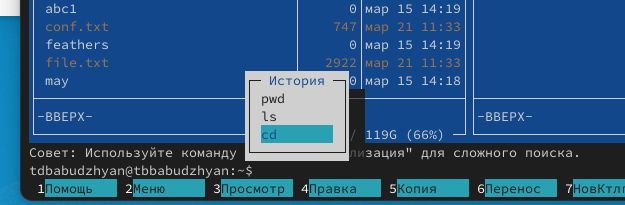 abc1 0 мар 15 14:19
conf.txt 747 мар 21 11:33
feathers 0 мар 15 14:19
file.txt 2922 мар 21 11:33
may 0 мар 15 14:18
История
pwd
ls
cd
-ВВЕРХ-
-ВВЕРХ-
/ 119G (66%)
Совет: Используйте команду лизация" для сложного поиска.
tdbabudzhyan@tbbabudzhyan:~$
1Помощь 2Меню 3Просмотр 4Правка 5Копия 6Перенос 7НовКтлг